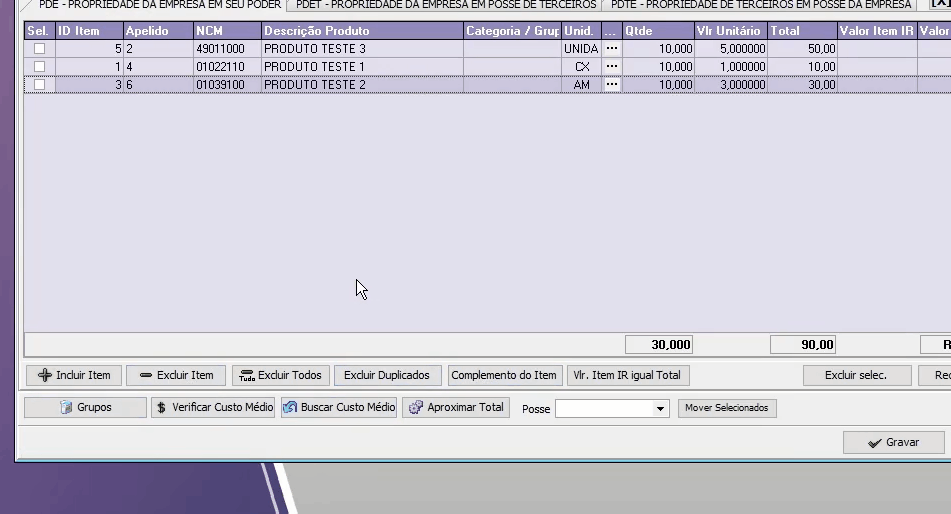 PDE - PROPRIEDADE DA EMPRESA EM SEU PODER PDET - PROPRIEDADE DA EMPRESA EM POSSE DE TERCEIROS PDTE - PROPRIEDADE DE TERCEIROS EM POSSE DA EMPRESA [X]
Sel. ID Item Apelido NCM Descrição Produto Categoria / Grup Unid. ... Qtde Vlr Unitário Total Valor Item IR Valor
5 2 49011000 PRODUTO TESTE 3 UNIDA ... 10,000 5,000000 50,00
1 4 01022110 PRODUTO TESTE 1 CX ... 10,000 1,000000 10,00
3 6 01039100 PRODUTO TESTE 2 AM ... 10,000 3,000000 30,00
30,000 90,00 R
Incluir Item Excluir Item Tudo Excluir Todos Excluir Duplicados Complemento do Item Vlr. Item IR igual Total Excluir selec. Rec
Grupos $ Verificar Custo Médio Buscar Custo Médio Aproximar Total Posse Mover Selecionados
Gravar